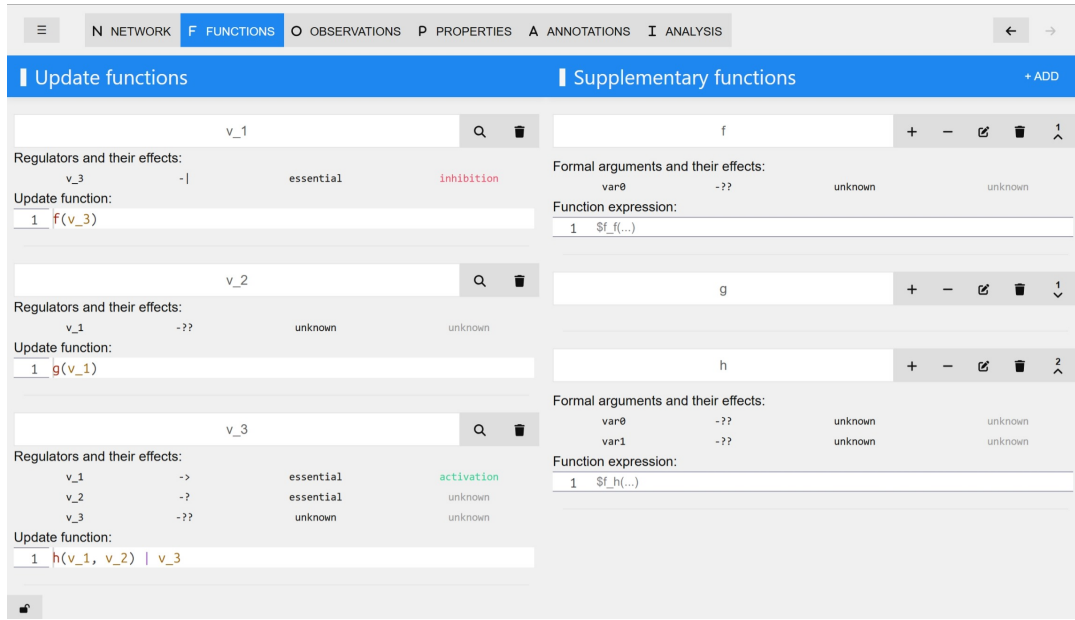 ☰ N NETWORK F FUNCTIONS O OBSERVATIONS P PROPERTIES A ANNOTATIONS I ANALYSIS ← →
Update functions
v_1
Regulators and their effects:
v_3 -| essential inhibition
Update function:
1 f(v_3)
v_2
Regulators and their effects:
v_1 -?? unknown unknown
Update function:
1 g(v_1)
v_3
Regulators and their effects:
v_1 -> essential activation
v_2 -? essential unknown
v_3 -?? unknown unknown
Update function:
1 h(v_1, v_2) | v_3
Supplementary functions + ADD
f + − 1
Formal arguments and their effects:
var0 -?? unknown unknown
Function expression:
1 $f_f(...)
g + − 1
h + − 2
Formal arguments and their effects:
var0 -?? unknown unknown
var1 -?? unknown unknown
Function expression:
1 $f_h(...)